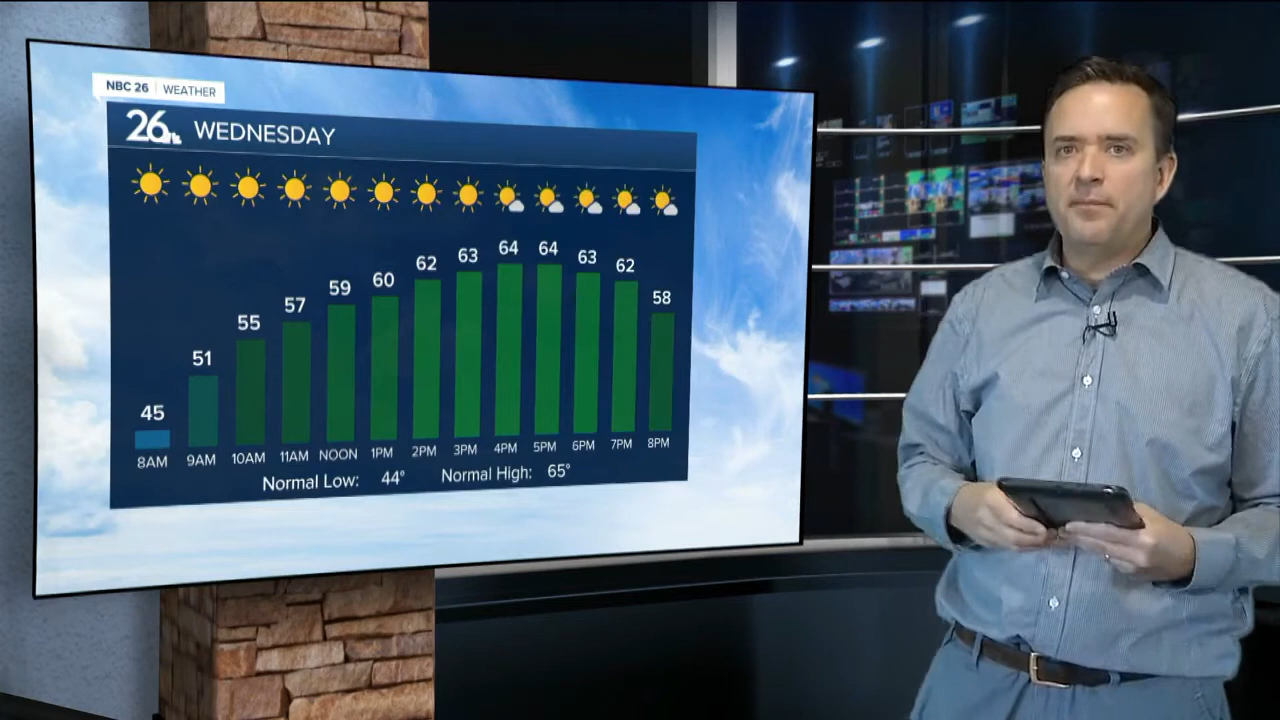 NBC 26 | WEATHER
26 WEDNESDAY
45 51 55 57 59 60 62 63 64 64 63 62 58
8AM 9AM 10AM 11AM NOON 1PM 2PM 3PM 4PM 5PM 6PM 7PM 8PM
Normal Low: 44° Normal High: 65°